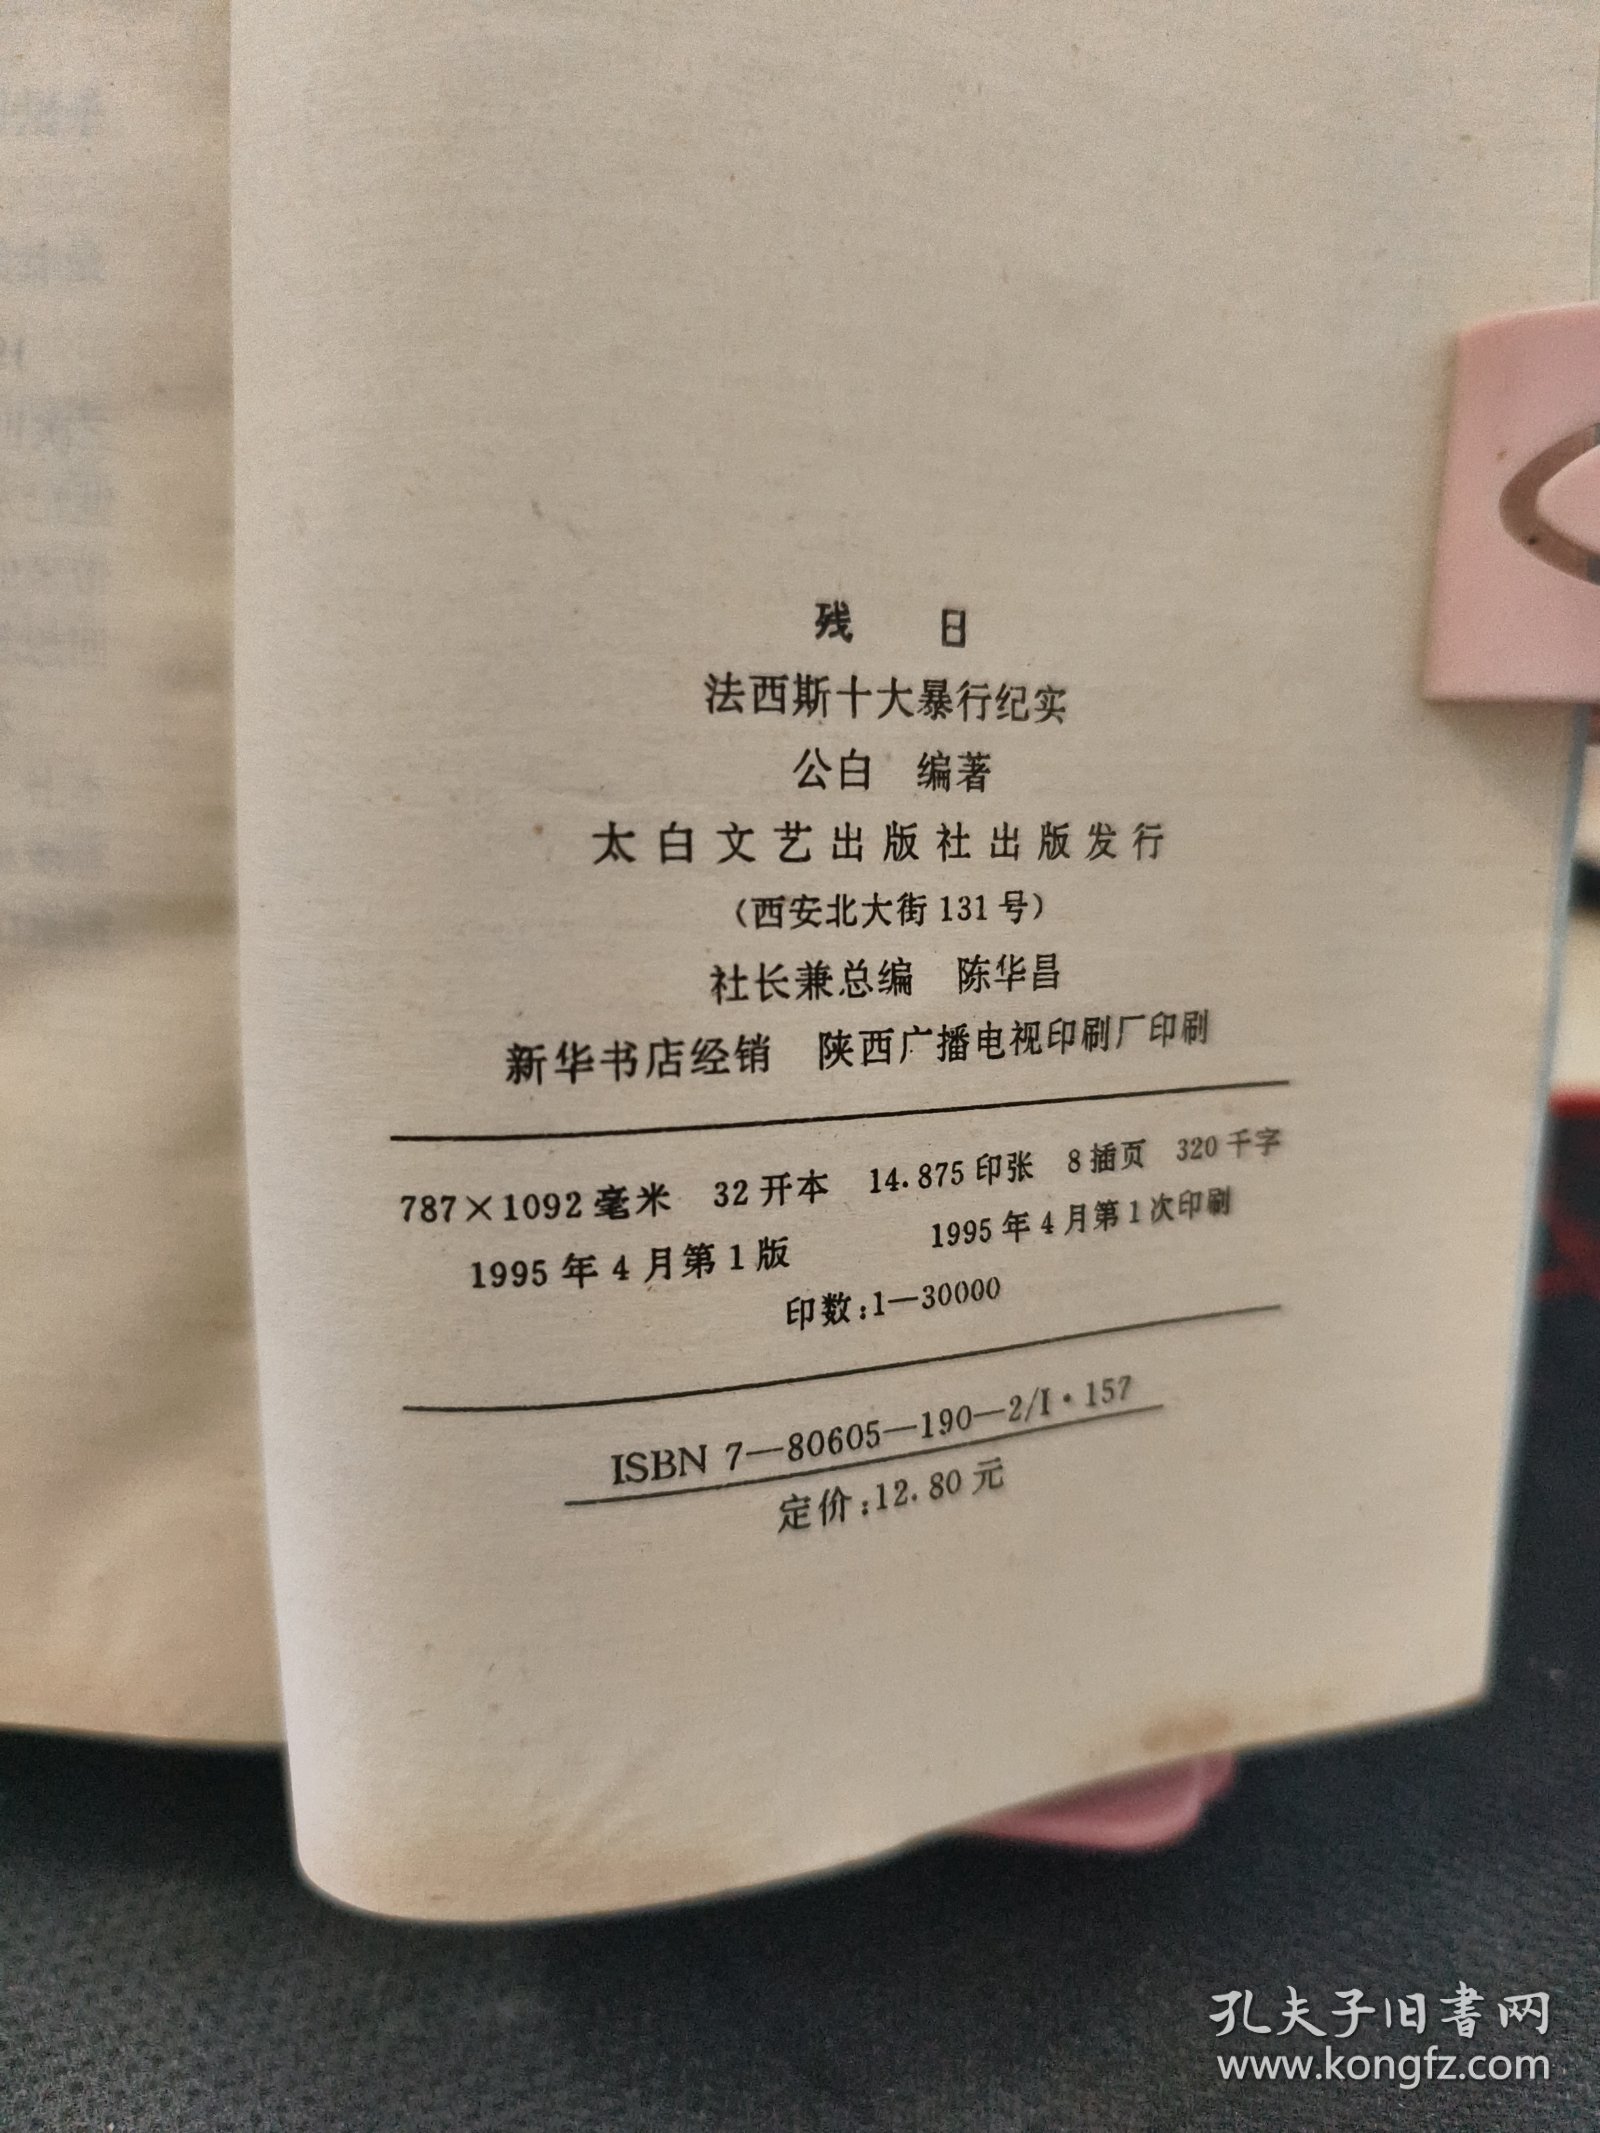 残 日
法西斯十大暴行纪实
公白 编著
太白文艺出版社出版发行
(西安北大街131号)
社长兼总编 陈华昌
新华书店经销 陕西广播电视印刷厂印刷
787×1092毫米 32开本 14.875印张 8插页 320千字
1995年4月第1版 1995年4月第1次印刷
印数:1—30000
ISBN 7—80605—190—2/I·157
定价:12.80元
孔夫子旧書网
www.kongfz.com